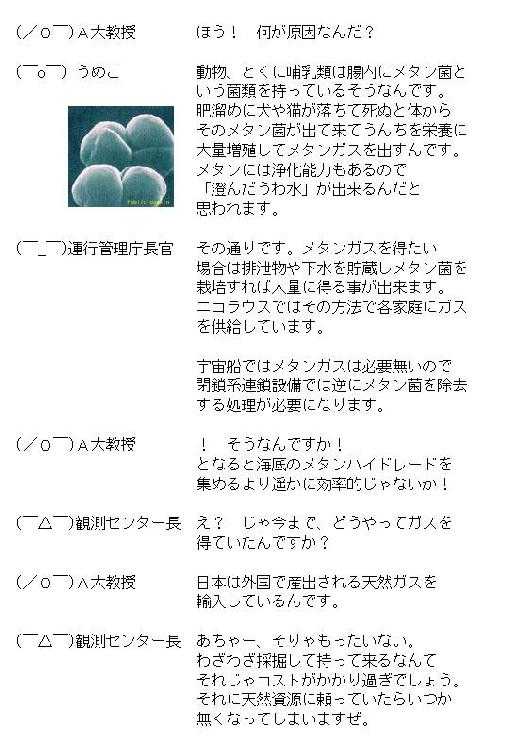 (／Ｏ￣)Ａ大教授　ほう！　何が原因なんだ？
(￣o￣) うめこ　動物、とくに哺乳類は腸内にメタン菌と
いう菌類を持っているそうなんです。
肥溜めに犬や猫が落ちて死ぬと体から
そのメタン菌が出て来てうんちを栄養に
大量増殖してメタンガスを出すんです。
メタンには浄化能力もあるので
「澄んだうわ水」が出来るんだと
思われます。
Public domain
(￣_￣)運行管理庁長官　その通りです。メタンガスを得たい
場合は排泄物や下水を貯蔵しメタン菌を
栽培すれば大量に得る事が出来ます。
ニコラウスではその方法で各家庭にガス
を供給しています。
宇宙船ではメタンガスは必要無いので
閉鎖系連鎖設備では逆にメタン菌を除去
する処理が必要になります。
(／Ｏ￣)Ａ大教授　！　そうなんですか！
となると海底のメタンハイドレードを
集めるより遥かに効率的じゃないか！
(￣△￣)観測センター長　え？　じゃ今まで、どうやってガスを
得ていたんですか？
(／Ｏ￣)Ａ大教授　日本は外国で産出される天然ガスを
輸入しているんです。
(￣△￣)観測センター長　あちゃー、そりゃもったいない。
わざわざ採掘して持って来るなんて
それじゃコストがかかり過ぎでしょう。
それに天然資源に頼っていたらいつか
無くなってしまいますぜ。